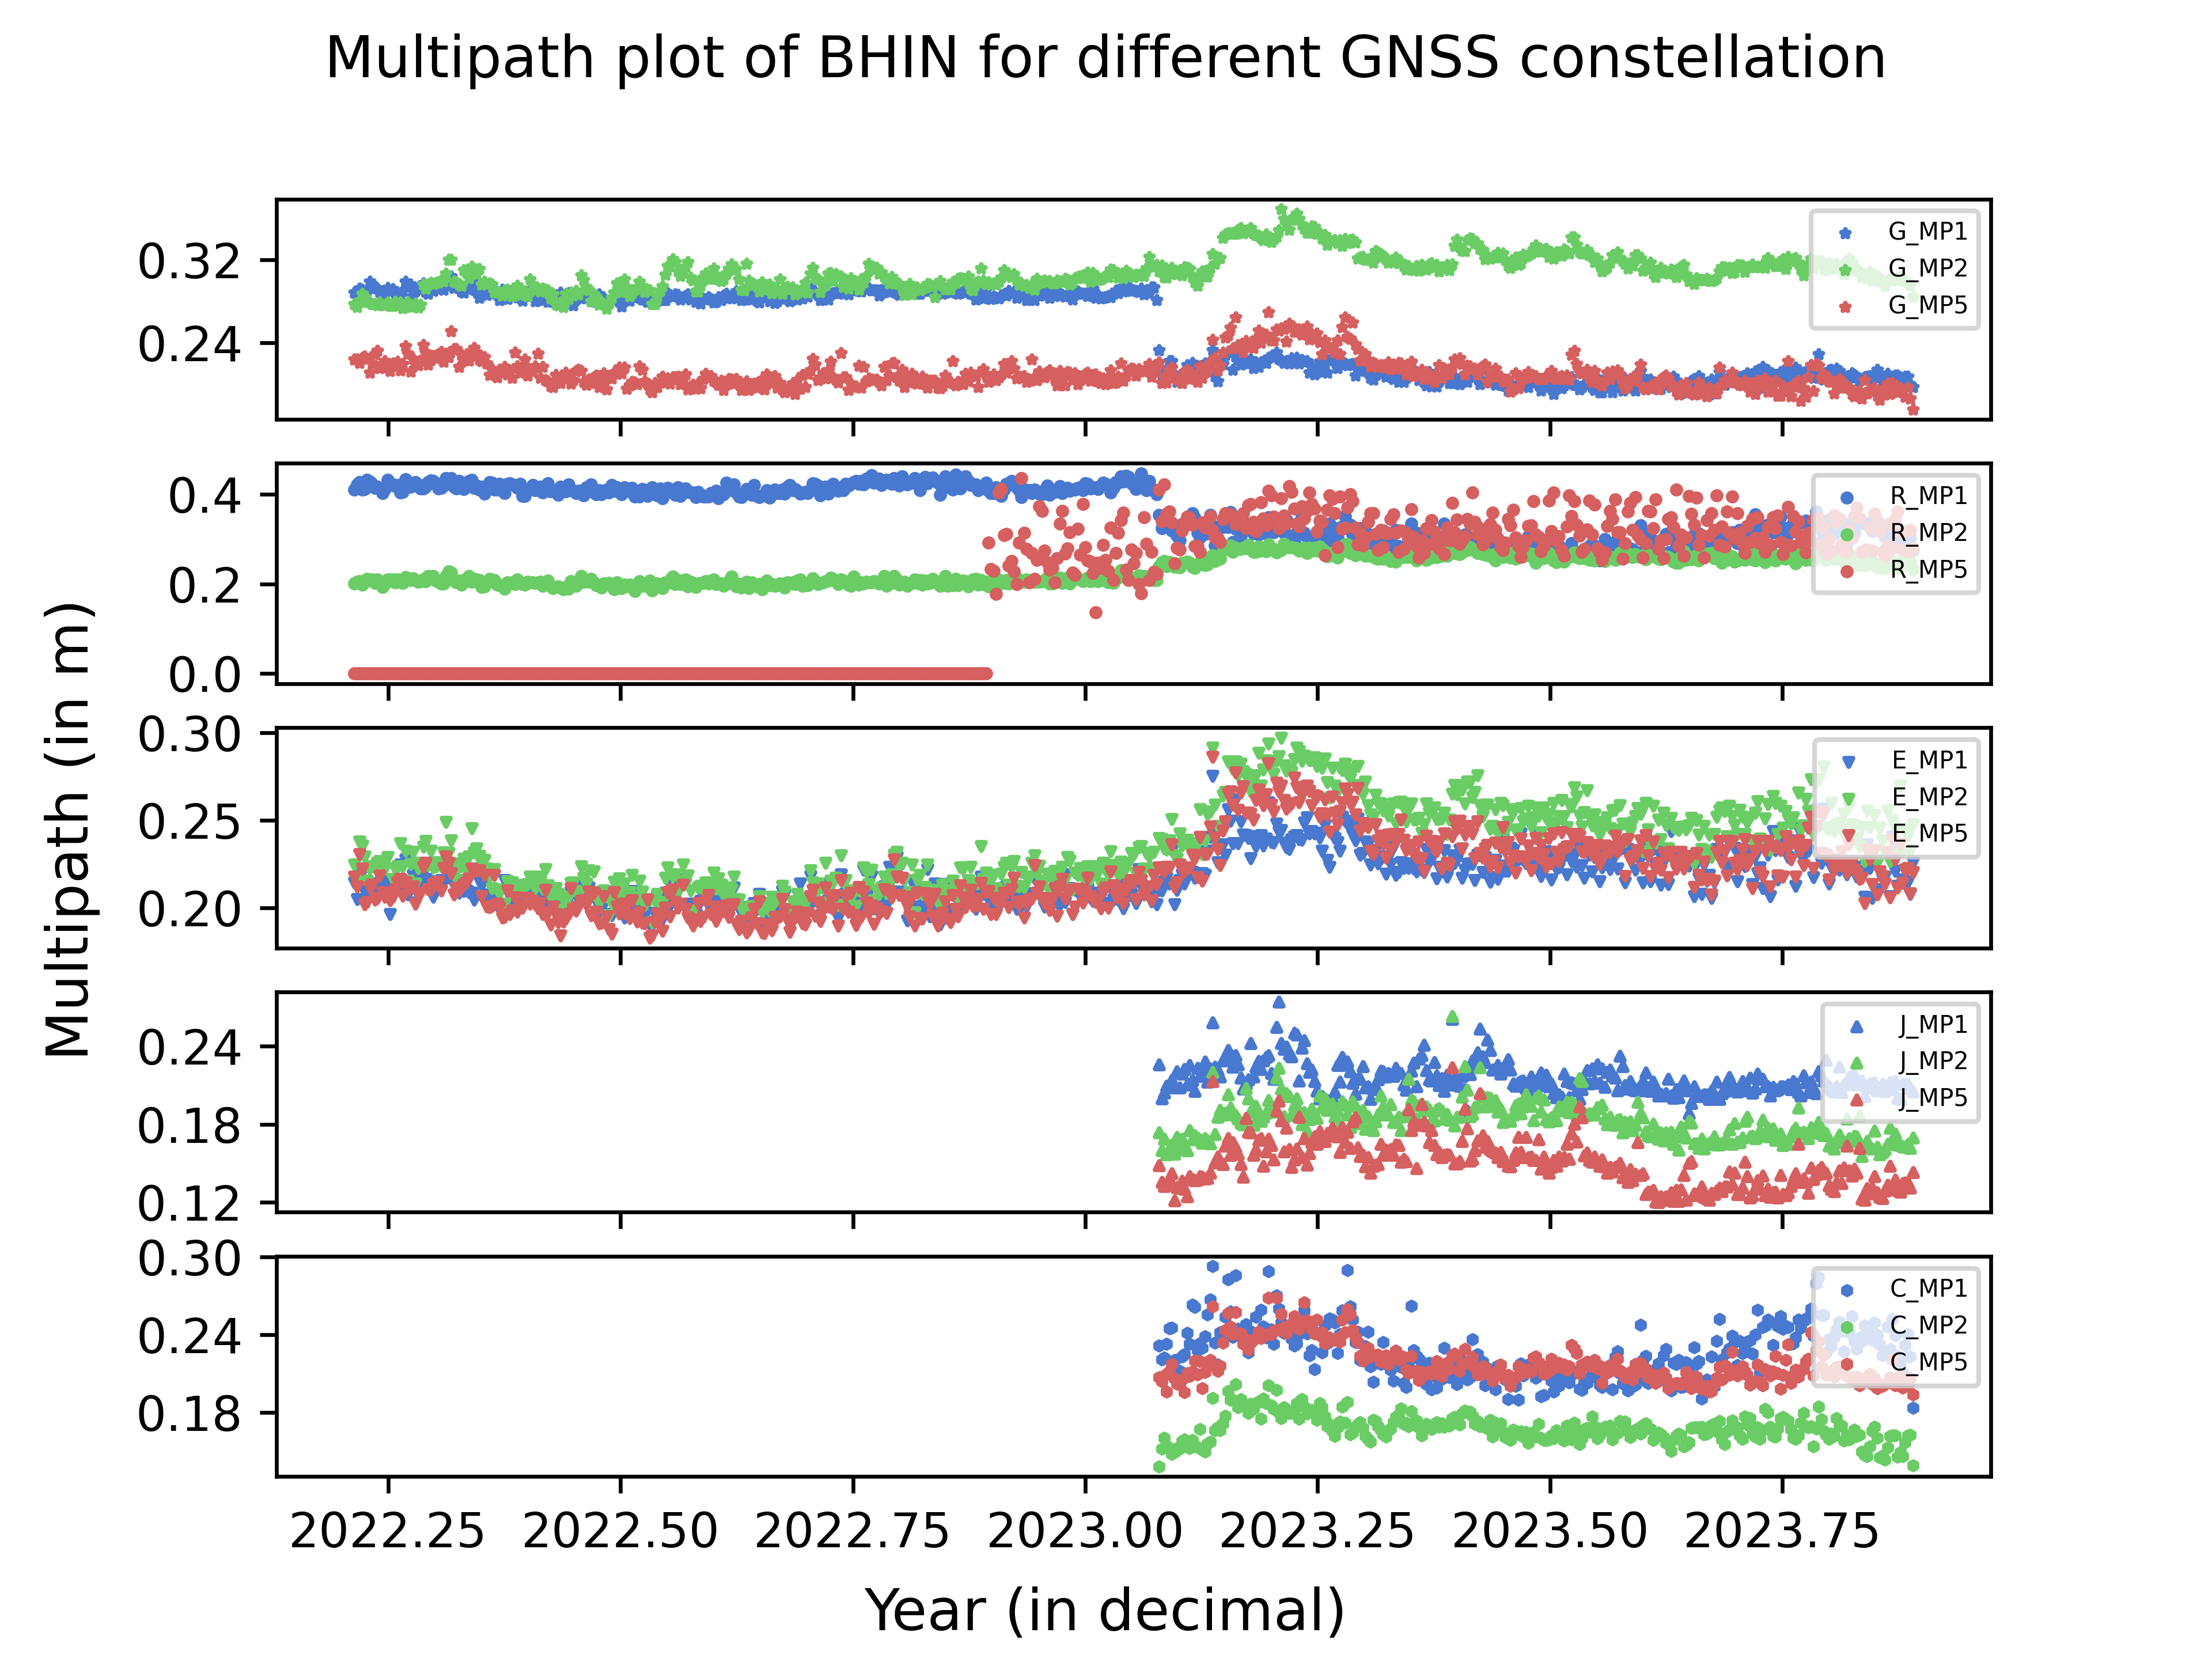 Multipath plot of BHIN for different GNSS constellation
Multipath (in m)
0.32
0.24
G_MP1
G_MP2
G_MP5
0.4
0.2
0.0
R_MP1
R_MP2
R_MP5
0.30
0.25
0.20
E_MP1
E_MP2
E_MP5
0.24
0.18
0.12
J_MP1
J_MP2
J_MP5
0.30
0.24
0.18
C_MP1
C_MP2
C_MP5
2022.25 2022.50 2022.75 2023.00 2023.25 2023.50 2023.75
Year (in decimal)